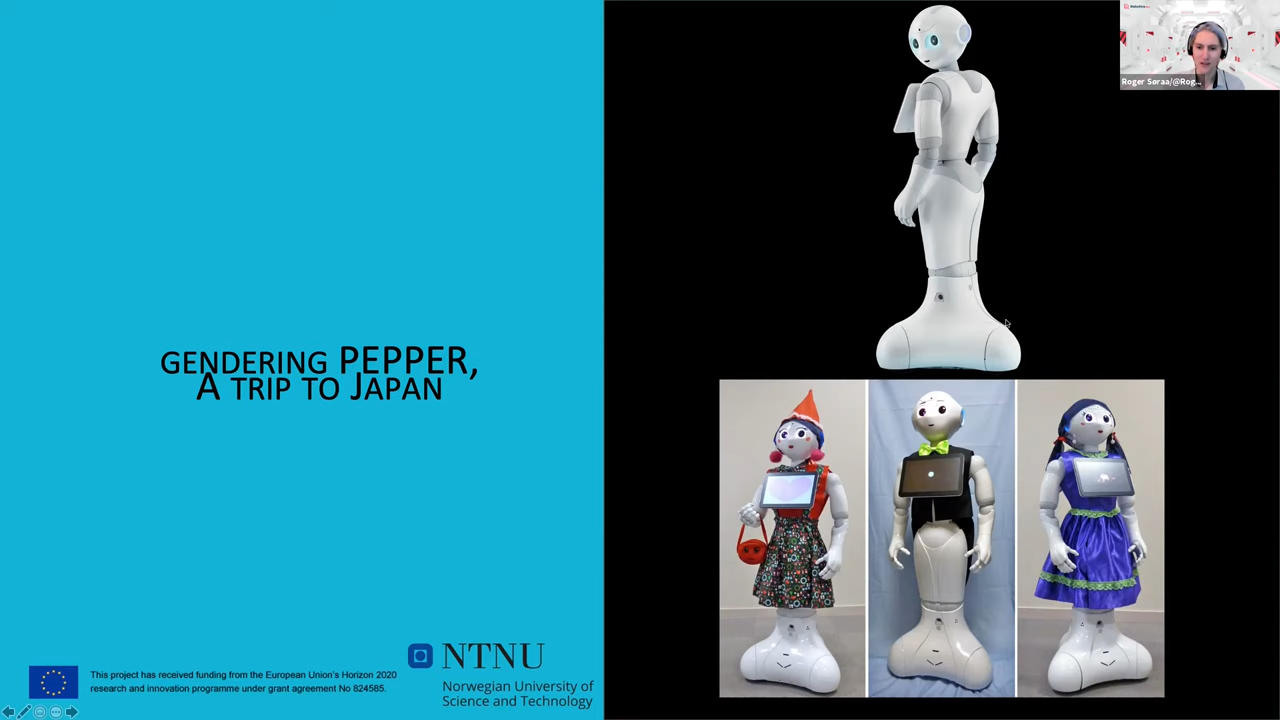 GENDERING PEPPER,
A TRIP TO JAPAN
This project has received funding from the European Union's Horizon 2020
research and innovation programme under grant agreement No 824585.
NTNU
Norwegian University of
Science and Technology
Roger Søraa/@Rog...